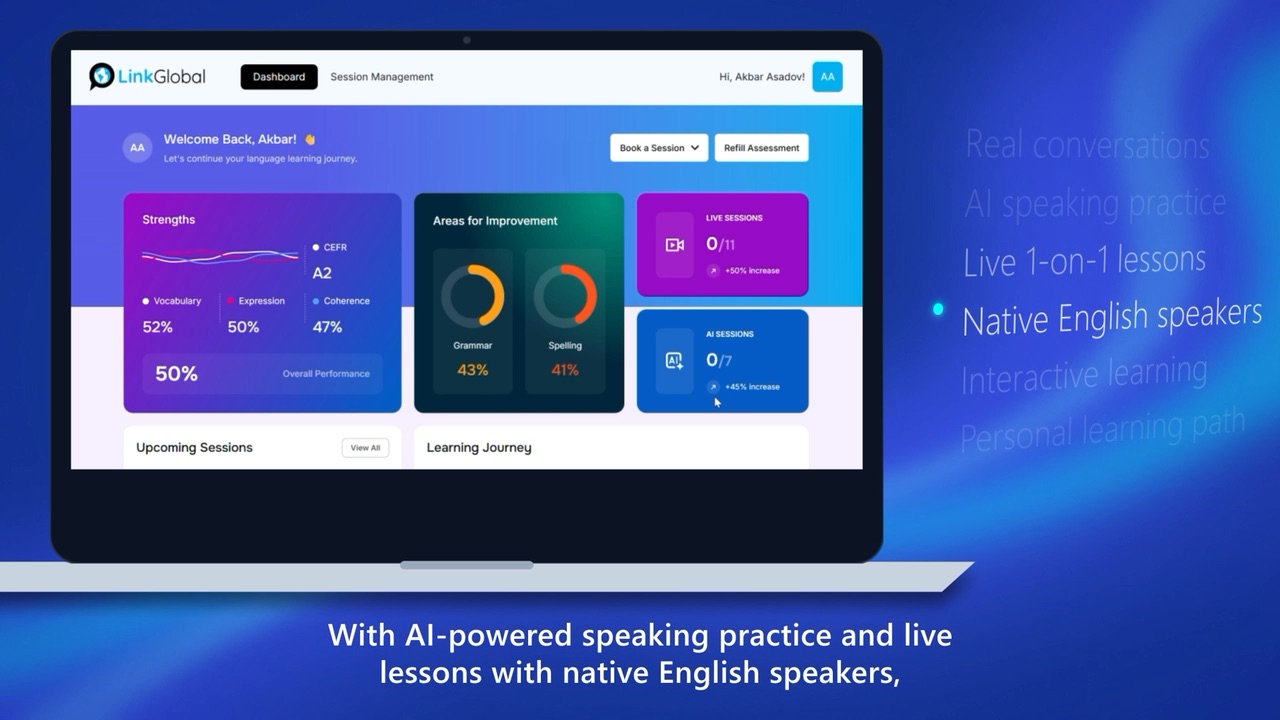 LinkGlobal
Dashboard
Session Management
Hi, Akbar Asadov!
AA
AA
Welcome Back, Akbar! 👋
Let's continue your language learning journey.
Book a Session
Refill Assessment
Strengths
CEFR
A2
Vocabulary
Expression
Coherence
52%
50%
47%
50%
Overall Performance
Areas for Improvement
Grammar
Spelling
43%
41%
LIVE SESSIONS
0/11
+50% increase
AI SESSIONS
AI
0/7
+45% increase
Upcoming Sessions
View All
Learning Journey
Real conversations
AI speaking practice
Live 1-on-1 lessons
Native English speakers
Interactive learning
Personal learning path
With AI-powered speaking practice and live
lessons with native English speakers,